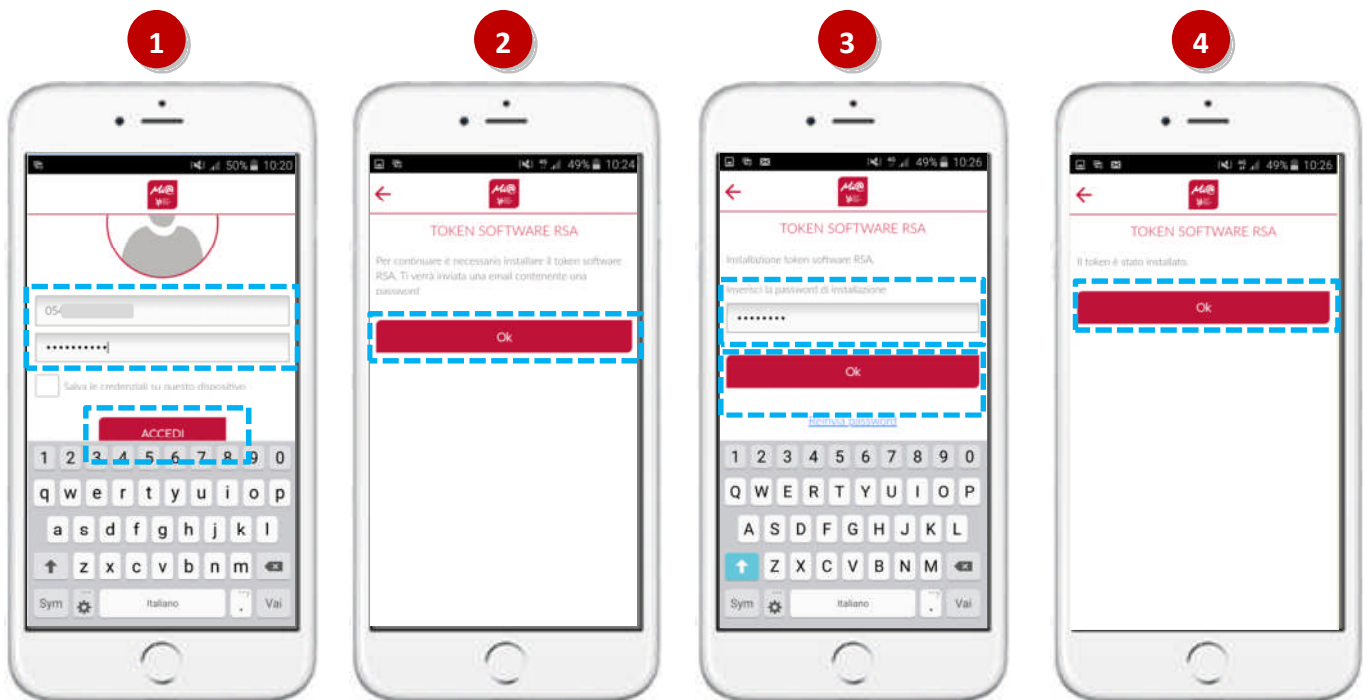 1
2
3
4
50% 10:20
Mi@
054
••••••••••
Salva le credenziali su questo dispositivo
ACCEDI
1 2 3 4 5 6 7 8 9 0
q w e r t y u i o p
a s d f g h j k l
z x c v b n m
Sym Italiano . Vai
49% 10:24
TOKEN SOFTWARE RSA
Per continuare è necessario installare il token software
RSA. Ti verrà inviata una email contenente una
password
Ok
49% 10:26
TOKEN SOFTWARE RSA
Installazione token software RSA.
Inserisci la password di installazione
••••••••
Ok
Reinvia password
1 2 3 4 5 6 7 8 9 0
Q W E R T Y U I O P
A S D F G H J K L
Z X C V B N M
Sym Italiano . Vai
49% 10:26
TOKEN SOFTWARE RSA
Il token è stato installato.
Ok